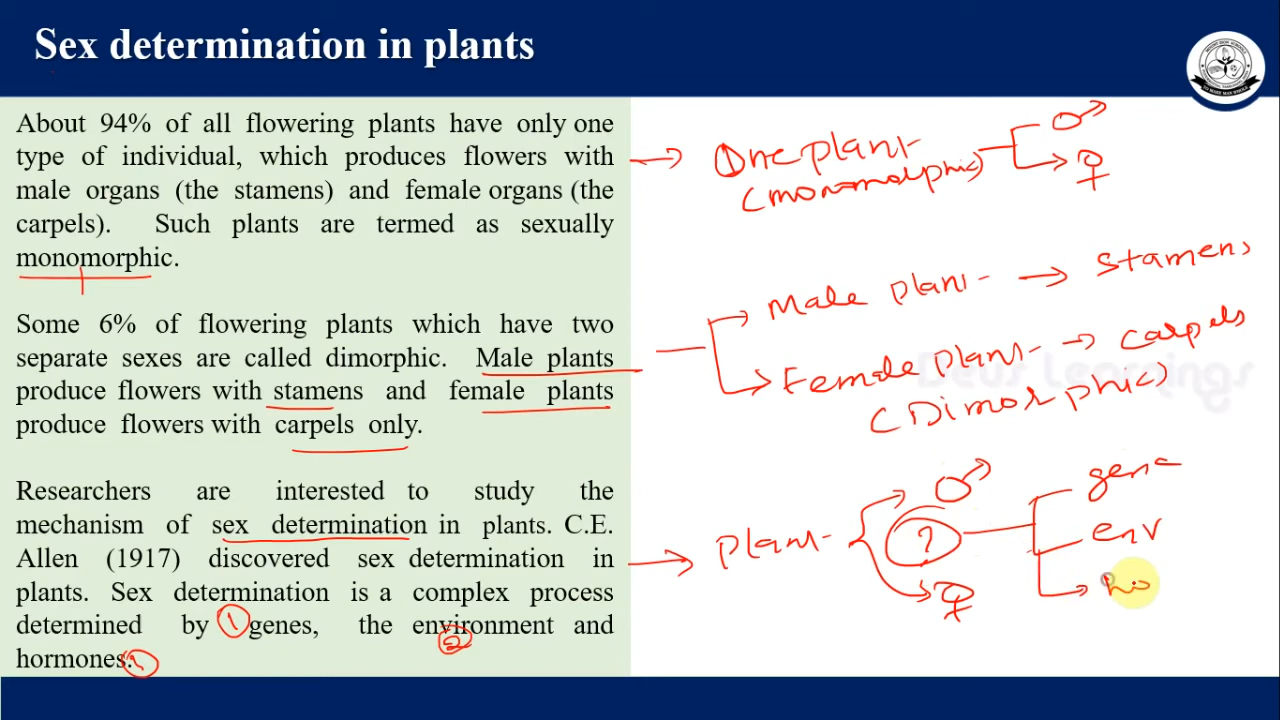 Sex determination in plants
About 94% of all flowering plants have only one
type of individual, which produces flowers with
male organs (the stamens) and female organs (the
carpels). Such plants are termed as sexually
monomorphic.
Some 6% of flowering plants which have two
separate sexes are called dimorphic. Male plants
produce flowers with stamens and female plants
produce flowers with carpels only.
Researchers are interested to study the
mechanism of sex determination in plants. C.E.
Allen (1917) discovered sex determination in
plants. Sex determination is a complex process
determined by 1 genes, the environment and
2
hormones.
One plant
(monomorphic) ♂
♀
Male plant → stamens
Female plant → carpels
(Dimorphic)
Deus Learnings
plant ♂
?
♀
gene
env
ho